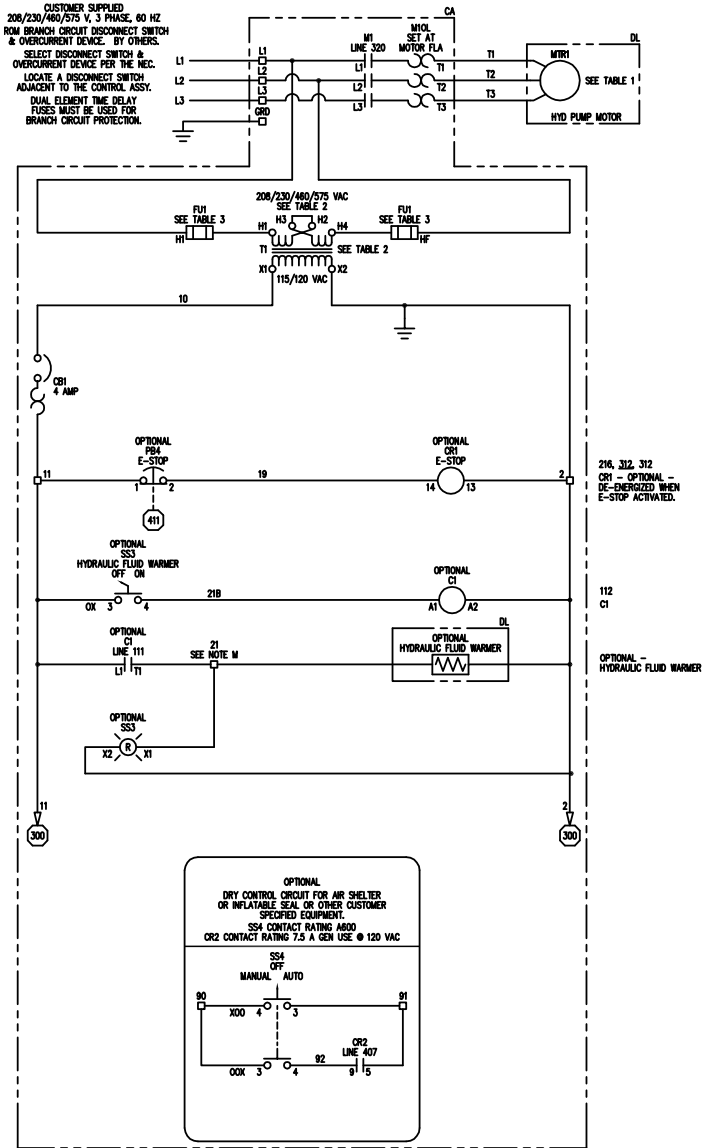 CUSTOMER SUPPLIED
208/230/460/575 V, 3 PHASE, 60 HZ
ROM BRANCH CIRCUIT DISCONNECT SWITCH
& OVERCURRENT DEVICE. BY OTHERS.
SELECT DISCONNECT SWITCH &
OVERCURRENT DEVICE PER THE NEC.
LOCATE A DISCONNECT SWITCH
ADJACENT TO THE CONTROL ASSY.
DUAL ELEMENT TIME DELAY
FUSES MUST BE USED FOR
BRANCH CIRCUIT PROTECTION.
CA
L1
L2
L3
L1
L2
L3
GRD
M1
LINE 320
L1
L2
L3
M1OL
SET AT
MOTOR FLA
T1
T2
T3
T1
T2
T3
DL
MTR1
SEE TABLE 1
HYD PUMP MOTOR
208/230/460/575 VAC
SEE TABLE 2
FU1
SEE TABLE 3
H1
H1 H3 H2 H4
FU1
SEE TABLE 3
HF
T1
SEE TABLE 2
X1 X2
115/120 VAC
10
CB1
4 AMP
11
OPTIONAL
PB4
E-STOP
1 2
411
19
OPTIONAL
CR1
E-STOP
14 13
2
216, 312, 312
CR1 - OPTIONAL -
DE-ENERGIZED WHEN
E-STOP ACTIVATED.
OPTIONAL
SS3
HYDRAULIC FLUID WARMER
OFF ON
OX 3 4
21B
OPTIONAL
C1
A1 A2
112
C1
OPTIONAL
C1
LINE 111
L1 T1
21
SEE NOTE M
DL
OPTIONAL
HYDRAULIC FLUID WARMER
OPTIONAL -
HYDRAULIC FLUID WARMER
OPTIONAL
SS3
X2 R X1
11
300
2
300
OPTIONAL
DRY CONTROL CIRCUIT FOR AIR SHELTER
OR INFLATABLE SEAL OR OTHER CUSTOMER
SPECIFIED EQUIPMENT.
SS4 CONTACT RATING A600
CR2 CONTACT RATING 7.5 A GEN USE @ 120 VAC
SS4
OFF
MANUAL AUTO
90
XOO 4 3
91
OOX 3 4
92
CR2
LINE 407
9 5